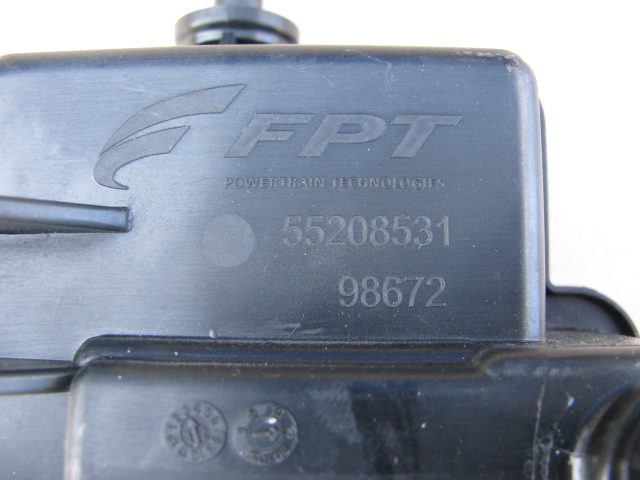 FPT
POWERTRAIN TECHNOLOGIES
55208531
98672